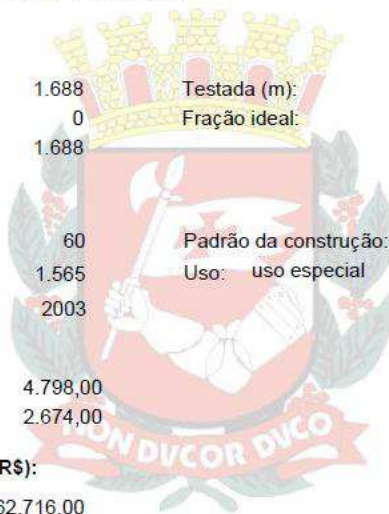 1.688 Testada (m):
0 Fração ideal:
1.688
60 Padrão da construção:
1.565 Uso: uso especial
2003
4.798,00
2.674,00
NON DVCOR DVCO
R$):
62.716,00